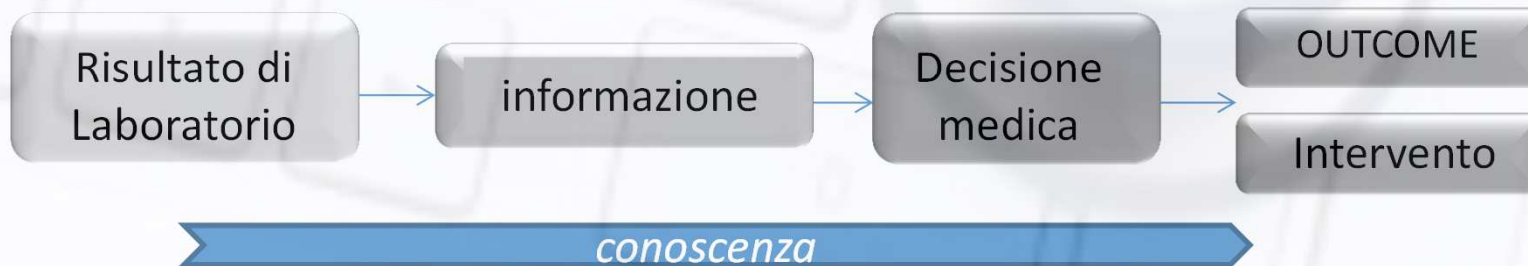 Risultato di
Laboratorio
informazione
Decisione
medica
OUTCOME
Intervento
conoscenza